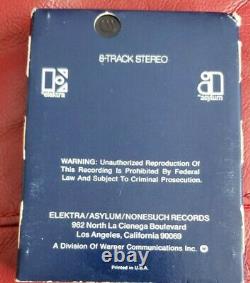 8-TRACK STEREO
elektra
asylum
WARNING: Unauthorized Reproduction Of
This Recording Is Prohibited By Federal
Law And Subject To Criminal Prosecution.
ELEKTRA/ASYLUM/NONESUCH RECORDS
962 North La Cienega Boulevard
Los Angeles, California 90069
A Division Of Warner Communications Inc.
Printed in U.S.A.